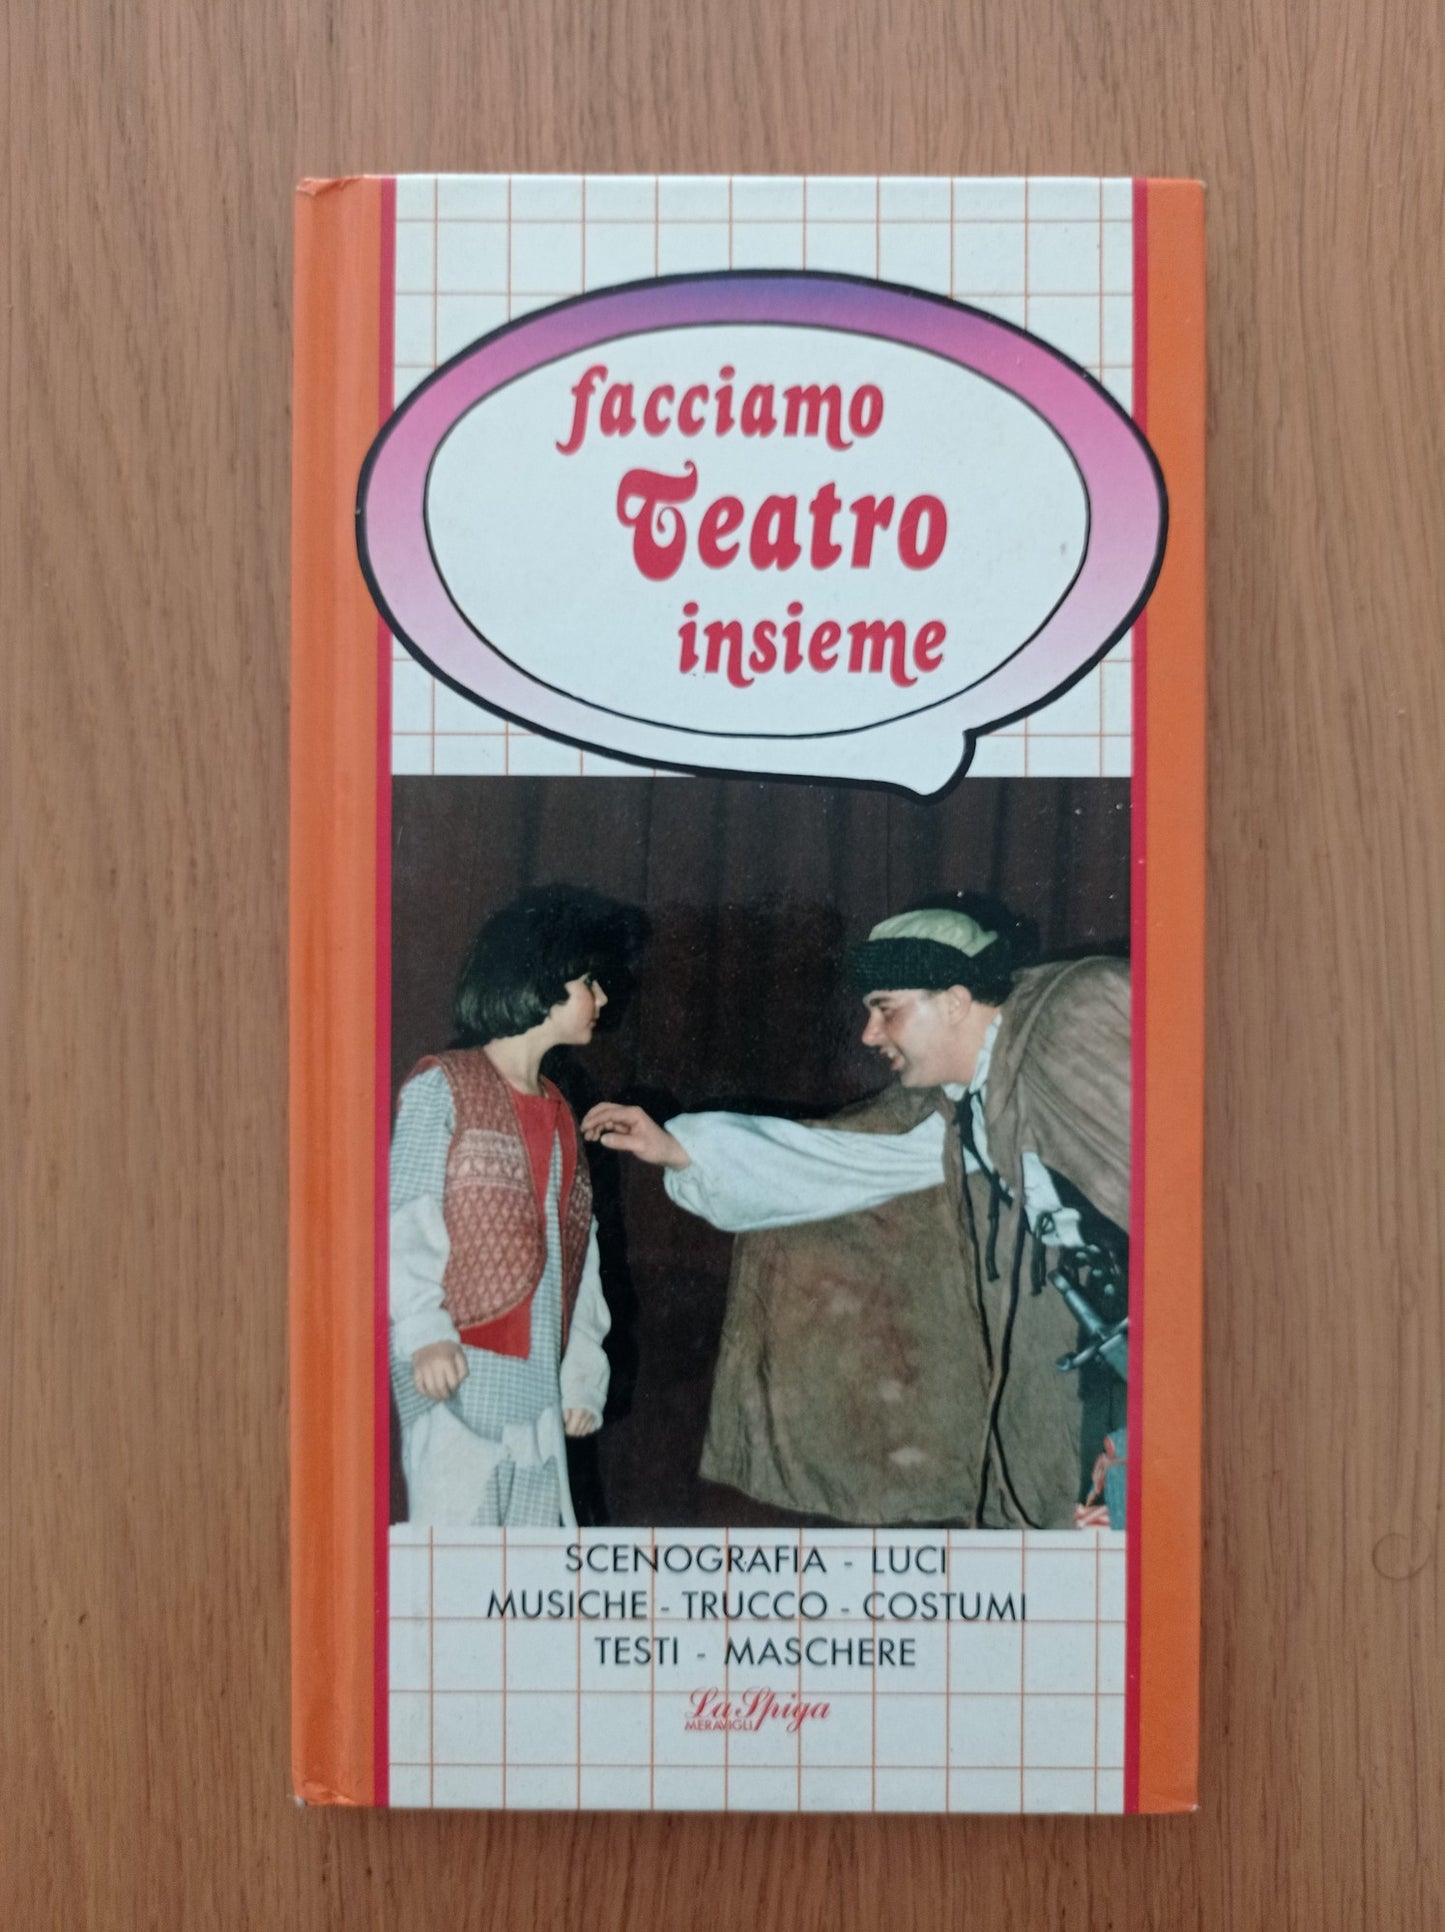 facciamo
Teatro
insieme
SCENOGRAFIA - LUCI
MUSICHE - TRUCCO - COSTUMI
TESTI - MASCHERE
La Spiga
MERAVIGLI